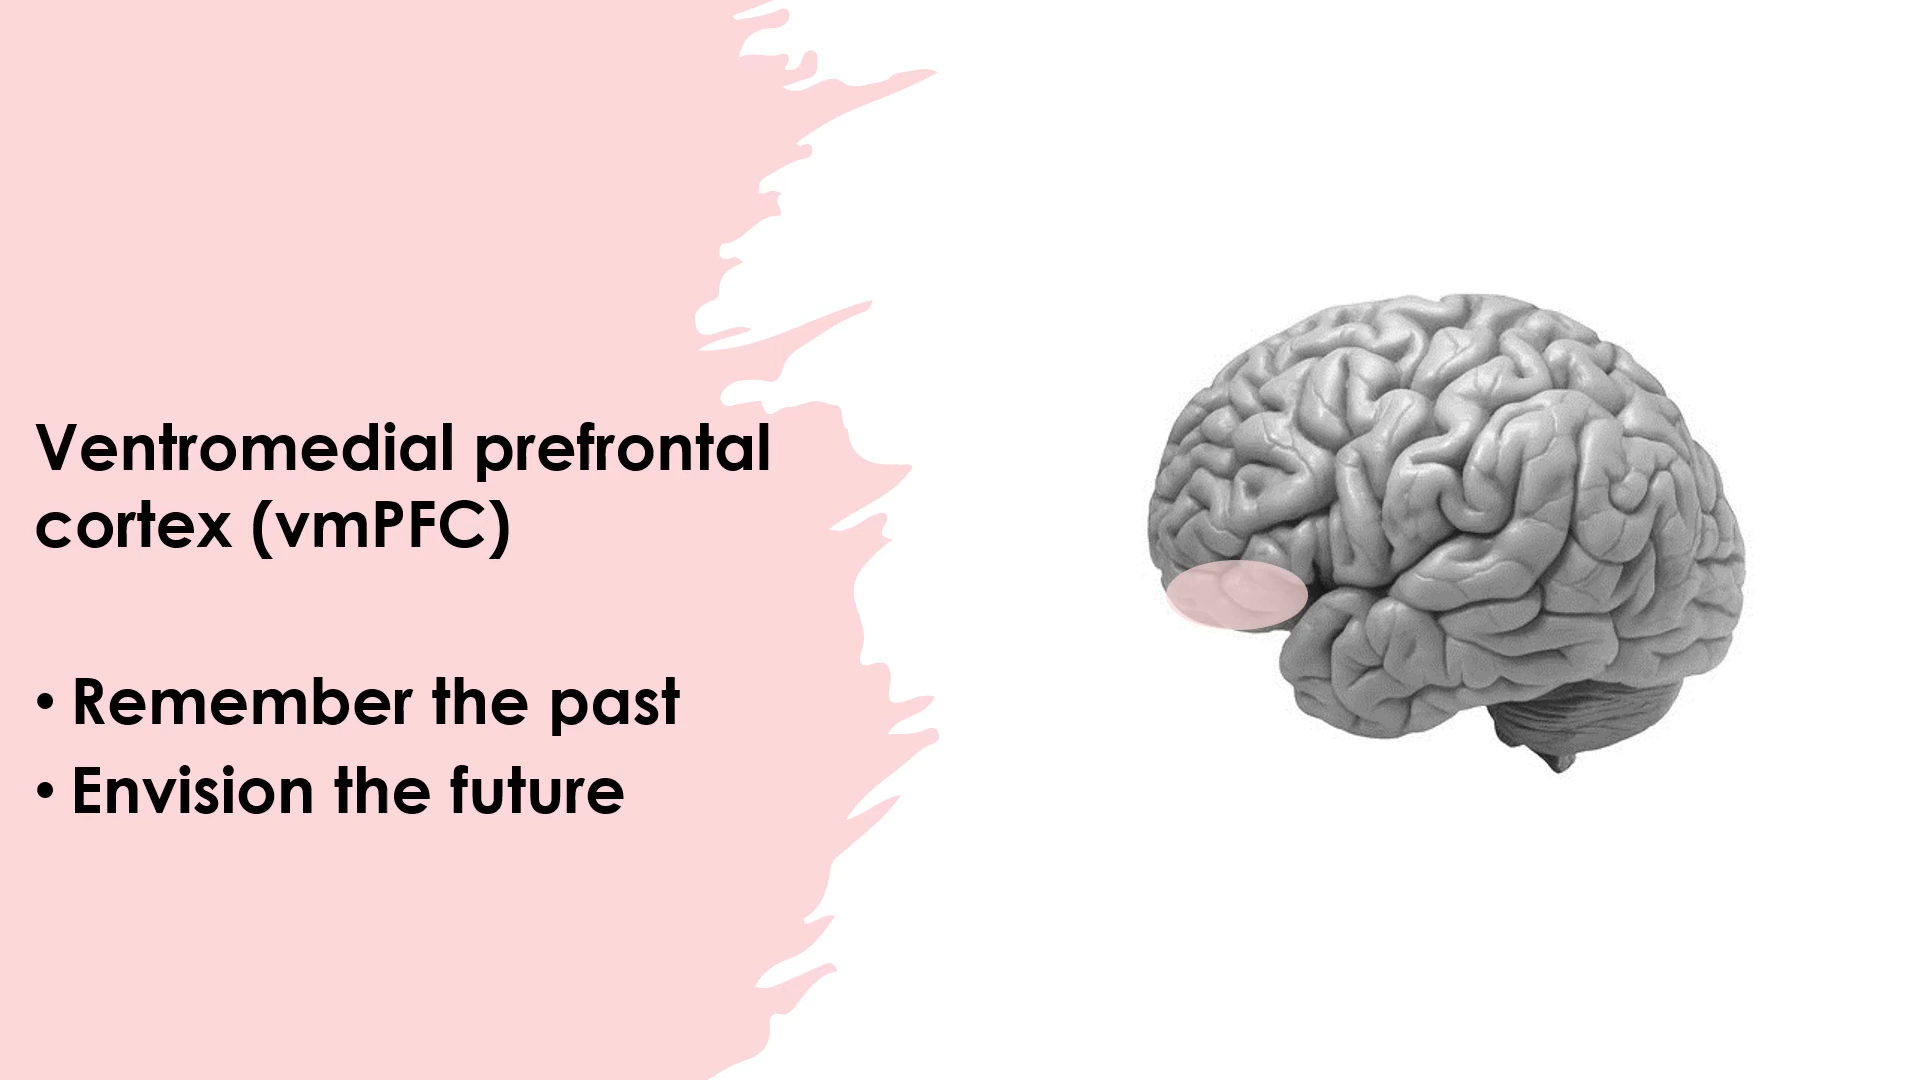 Ventromedial prefrontal
cortex (vmPFC)
• Remember the past
• Envision the future